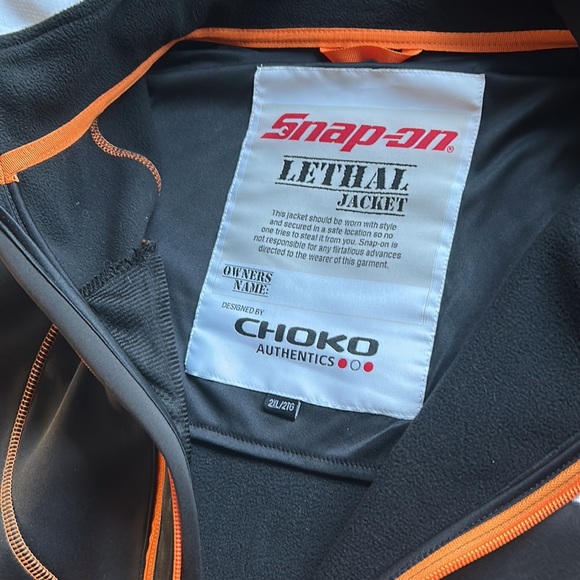 Snap-on®
LETHAL
JACKET
This jacket should be worn with style
and secured in a safe location so no
one tries to steal it from you. Snap-on is
not responsible for any flirtatious advances
directed to the wearer of this garment.
OWNERS
NAME:
DESIGNED BY
CHOKO
AUTHENTICS
2XL/2TG